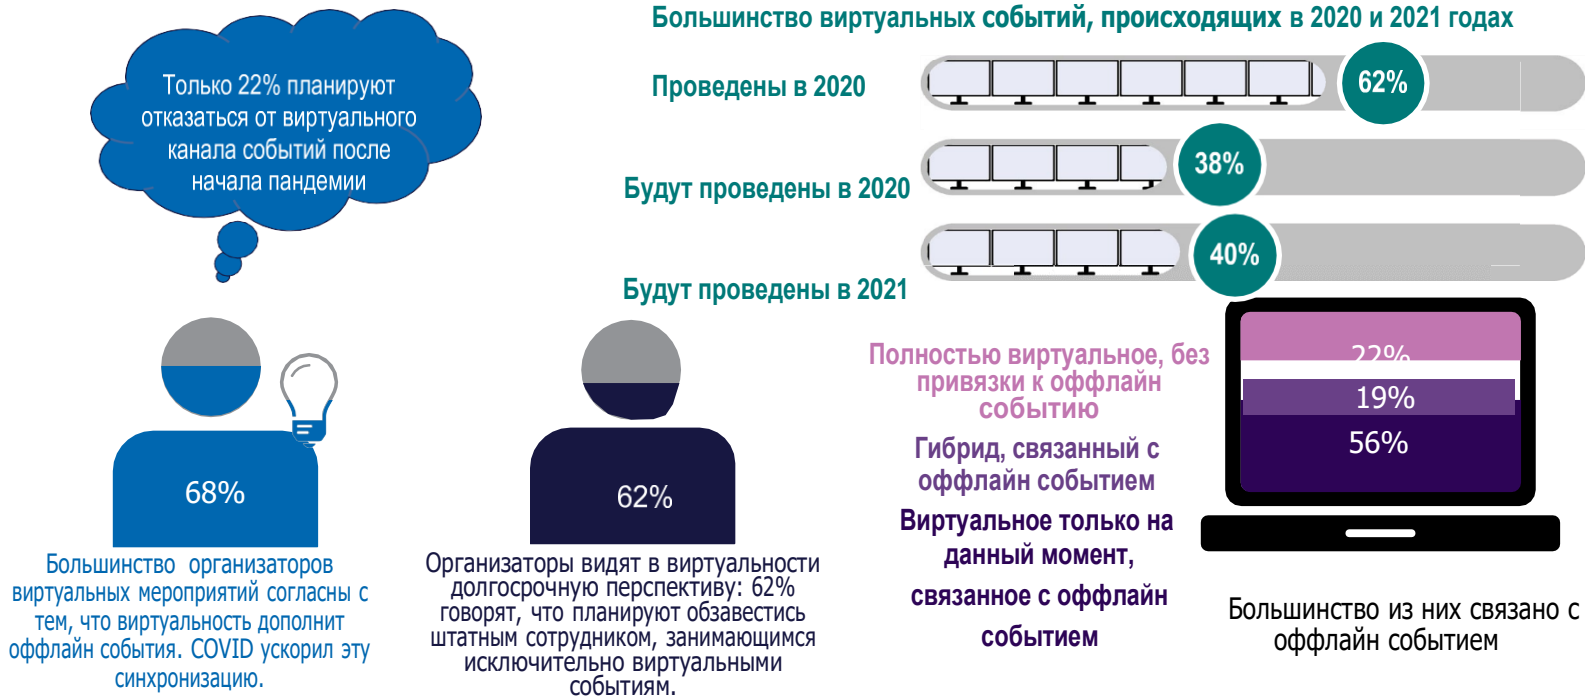 Только 22% планируют
отказаться от виртуального
канала событий после
начала пандемии
Большинство виртуальных событий, происходящих в 2020 и 2021 годах
Проведены в 2020
62%
Будут проведены в 2020
38%
Будут проведены в 2021
40%
68%
Большинство организаторов
виртуальных мероприятий согласны с
тем, что виртуальность дополнит
оффлайн события. COVID ускорил эту
синхронизацию.
62%
Организаторы видят в виртуальности
долгосрочную перспективу: 62%
говорят, что планируют обзавестись
штатным сотрудником, занимающимся
исключительно виртуальными
событиям.
Полностью виртуальное, без
привязки к оффлайн
событию
Гибрид, связанный с
оффлайн событием
Виртуальное только на
данный момент,
связанное с оффлайн
событием
22%
19%
56%
Большинство из них связано с
оффлайн событием